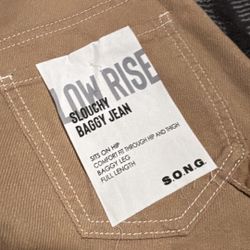 LOW RISE
SLOUCHY
BAGGY JEAN
SITS ON HIP
COMFORT FIT THROUGH HIP AND THIGH
BAGGY LEG
FULL LENGTH
S.O.N.G